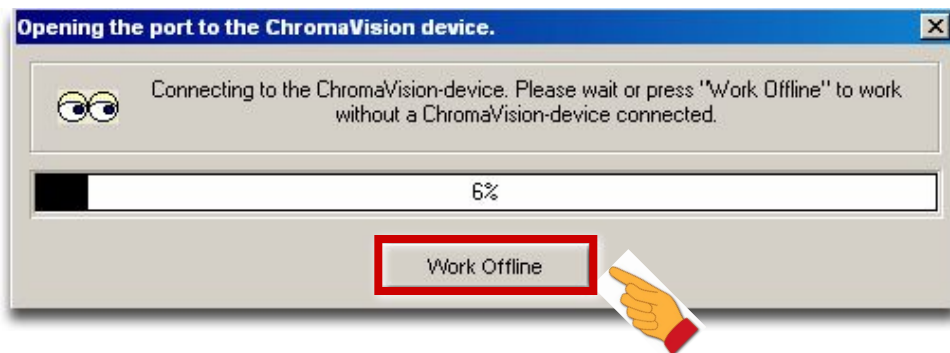 Opening the port to the ChromaVision device.
Connecting to the ChromaVision-device. Please wait or press "Work Offline" to work
without a ChromaVision-device connected.
6%
Work Offline